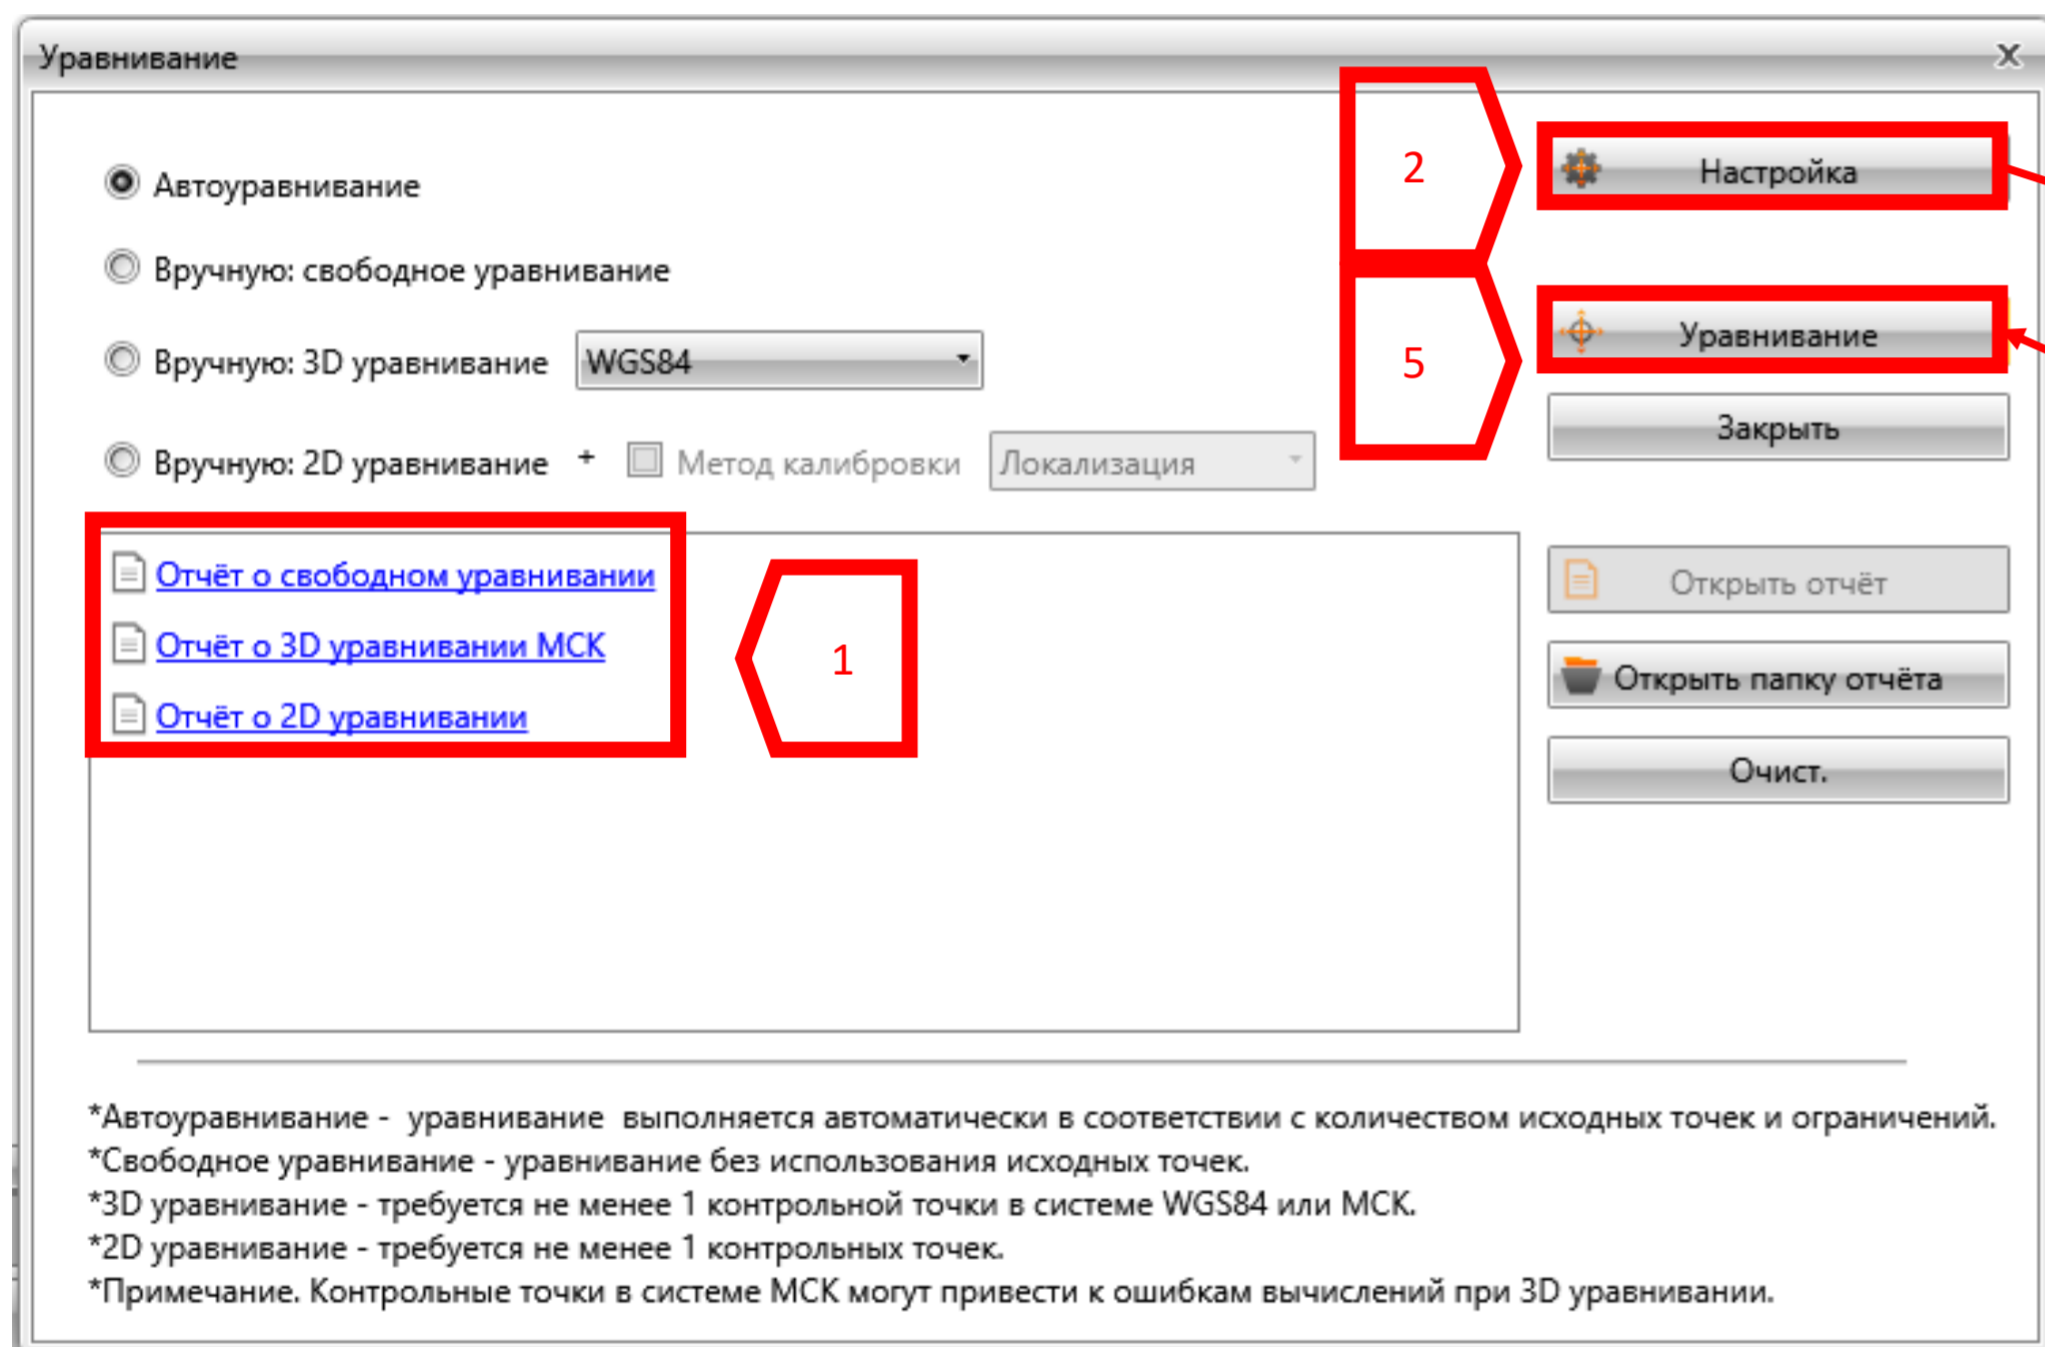 Уравнивание
Автоуравнивание
2
Настройка
Вручную: свободное уравнивание
5
Уравнивание
Вручную: 3D уравнивание WGS84
Закрыть
Вручную: 2D уравнивание + Метод калибровки Локализация
Отчёт о свободном уравнивании
Открыть отчёт
Отчёт о 3D уравнивании МСК
1
Открыть папку отчёта
Отчёт о 2D уравнивании
Очист.
*Автоуравнивание - уравнивание выполняется автоматически в соответствии с количеством исходных точек и ограничений.
*Свободное уравнивание - уравнивание без использования исходных точек.
*3D уравнивание - требуется не менее 1 контрольной точки в системе WGS84 или МСК.
*2D уравнивание - требуется не менее 1 контрольных точек.
*Примечание. Контрольные точки в системе МСК могут привести к ошибкам вычислений при 3D уравнивании.